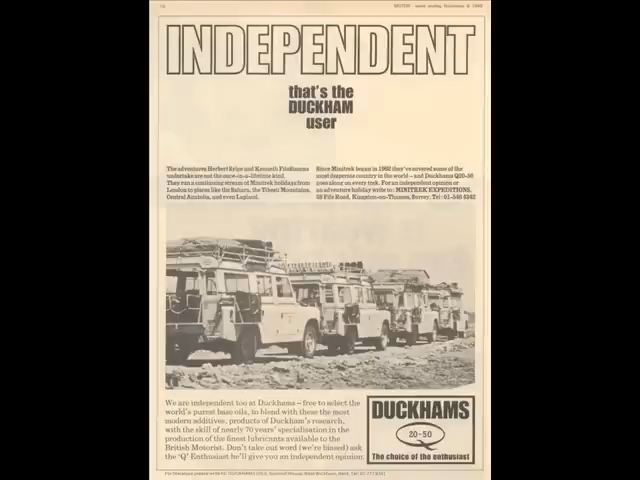 INDEPENDENT
that's the
DUCKHAM
user
The adventures Herbert and Kenneth
undertake are not the once-in-a-lifetime kind.
They run a continuing stream of Minitrek holidays from
London to places like the Sahara, the Tibesti Mountains,
Central Anatolia, and even Lapland.
Since Minitrek began in 1962 they've covered some of the
most desperate country in the world – and Duckhams Q20-50
goes along on every trek. For an independent opinion or
an adventure holiday write to: MINITREK EXPEDITIONS,
Fife Road, Kingston-on-Thames, Surrey. Tel: 01-546
We are independent too at Duckhams – free to select the
world's purest base oils, to blend with these the most
modern additives, products of Duckham's research,
with the skill of nearly 70 years' specialisation in the
production of the finest lubricants available to the
British Motorist. Don't take our word (we're biased) ask
the 'Q' Enthusiast he'll give you an independent opinion.
DUCKHAMS
20-50
Q
The choice of the enthusiast